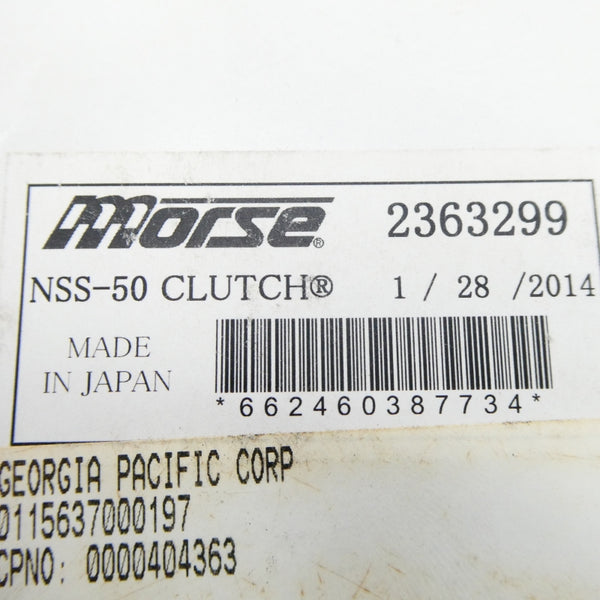 Morse® 2363299
NSS-50 CLUTCH® 1 / 28 /2014
MADE
IN JAPAN
*662460387734*
GEORGIA PACIFIC CORP
0115637000197
CPNO: 0000404363